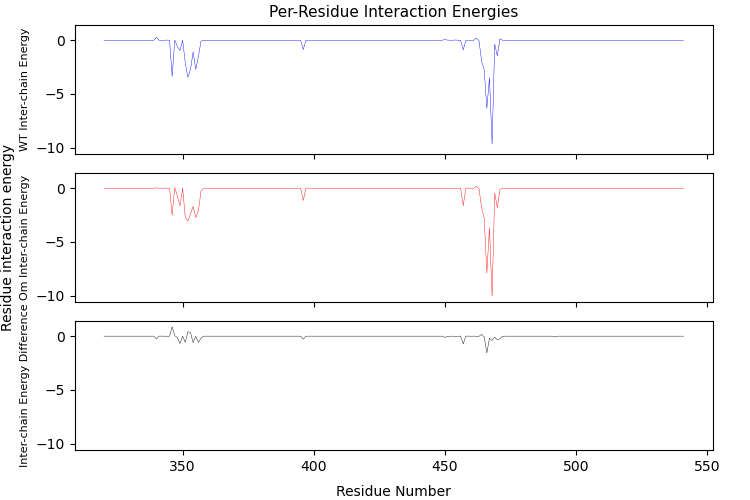 Per-Residue Interaction Energies
Residue interaction energy
WT Inter-chain Energy
0
−5
−10
Om Inter-chain Energy
0
−5
−10
Inter-chain Energy Difference
0
−5
−10
350
400
450
500
550
Residue Number